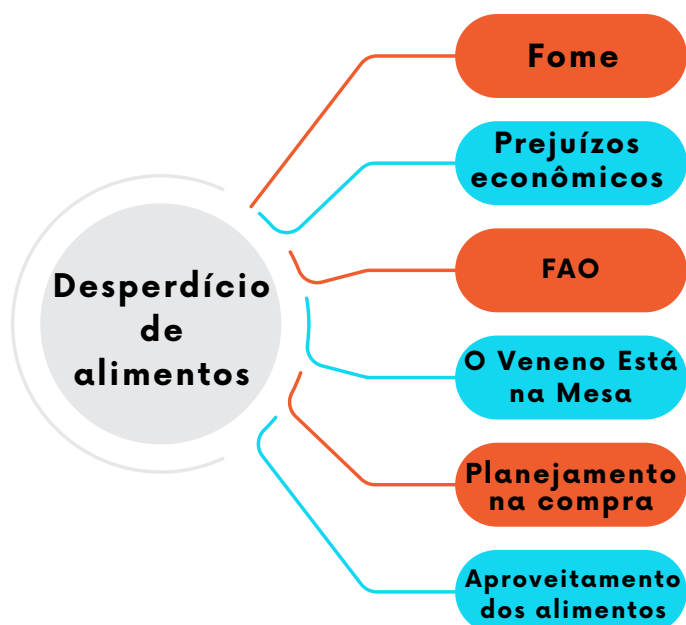 Desperdício
de
alimentos
Fome
Prejuízos
econômicos
FAO
O Veneno Está
na Mesa
Planejamento
na compra
Aproveitamento
dos alimentos